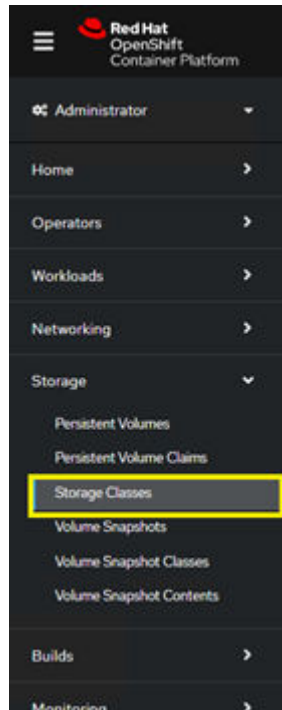 Red Hat
OpenShift
Container Platform
Administrator
Home
Operators
Workloads
Networking
Storage
Persistent Volumes
Persistent Volume Claims
Storage Classes
Volume Snapshots
Volume Snapshot Classes
Volume Snapshot Contents
Builds
Monitoring